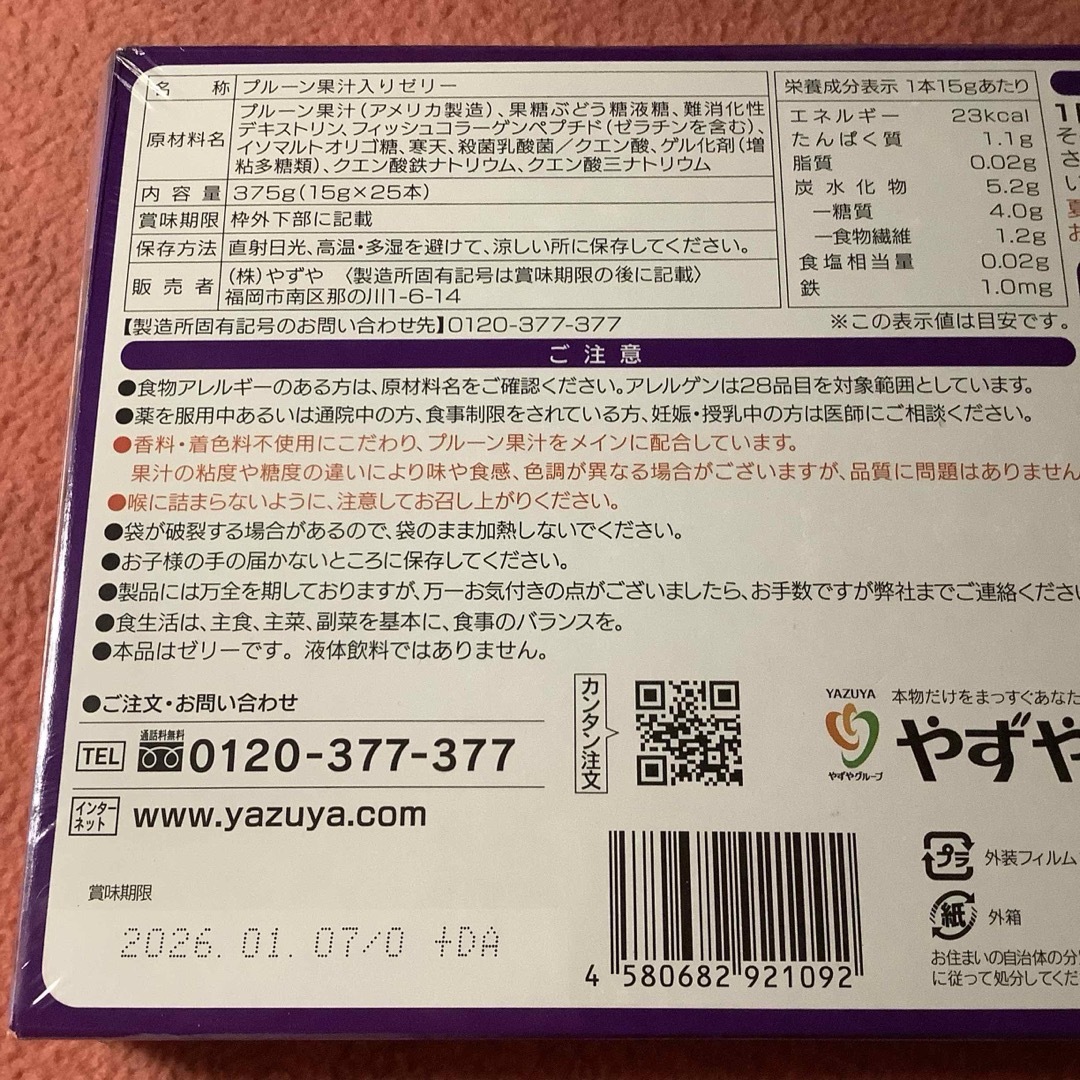 名 称 プルーン果汁入りゼリー
原材料名 プルーン果汁（アメリカ製造）、果糖ぶどう糖液糖、難消化性
デキストリン、フィッシュコラーゲンペプチド（ゼラチンを含む）、
イソマルトオリゴ糖、寒天、殺菌乳酸菌／クエン酸、ゲル化剤（増
粘多糖類）、クエン酸鉄ナトリウム、クエン酸三ナトリウム
内 容 量 375g（15g×25本）
賞味期限 枠外下部に記載
保存方法 直射日光、高温・多湿を避けて、涼しい所に保存してください。
販 売 者 （株）やずや 〈製造所固有記号は賞味期限の後に記載〉
福岡市南区那の川1-6-14
【製造所固有記号のお問い合わせ先】0120-377-377
栄養成分表示 1本15gあたり
エネルギー 23kcal
たんぱく質 1.1g
脂質 0.02g
炭 水 化 物 5.2g
ー糖質 4.0g
ー食物繊維 1.2g
食塩相当量 0.02g
鉄 1.0mg
※この表示値は目安です。
ご 注 意
●食物アレルギーのある方は、原材料名をご確認ください。アレルゲンは28品目を対象範囲としています。
●薬を服用中あるいは通院中の方、食事制限をされている方、妊娠・授乳中の方は医師にご相談ください。
●香料・着色料不使用にこだわり、プルーン果汁をメインに配合しています。
果汁の粘度や糖度の違いにより味や食感、色調が異なる場合がございますが、品質に問題はありません
●喉に詰まらないように、注意してお召し上がりください。
●袋が破裂する場合があるので、袋のまま加熱しないでください。
●お子様の手の届かないところに保存してください。
●製品には万全を期しておりますが、万一お気付きの点がございましたら、お手数ですが弊社までご連絡くださ
●食生活は、主食、主菜、副菜を基本に、食事のバランスを。
●本品はゼリーです。液体飲料ではありません。
●ご注文・お問い合わせ
TEL 通話料無料 0120-377-377
インターネット www.yazuya.com
カンタン注文
YAZUYA
やずやグループ
本物だけをまっすぐあなた
やずや
賞味期限
2026.01.07/0 +DA
4 580682 921092
プラ 外装フィルム
紙 外箱
お住まいの自治体の分
に従って処分してくだ